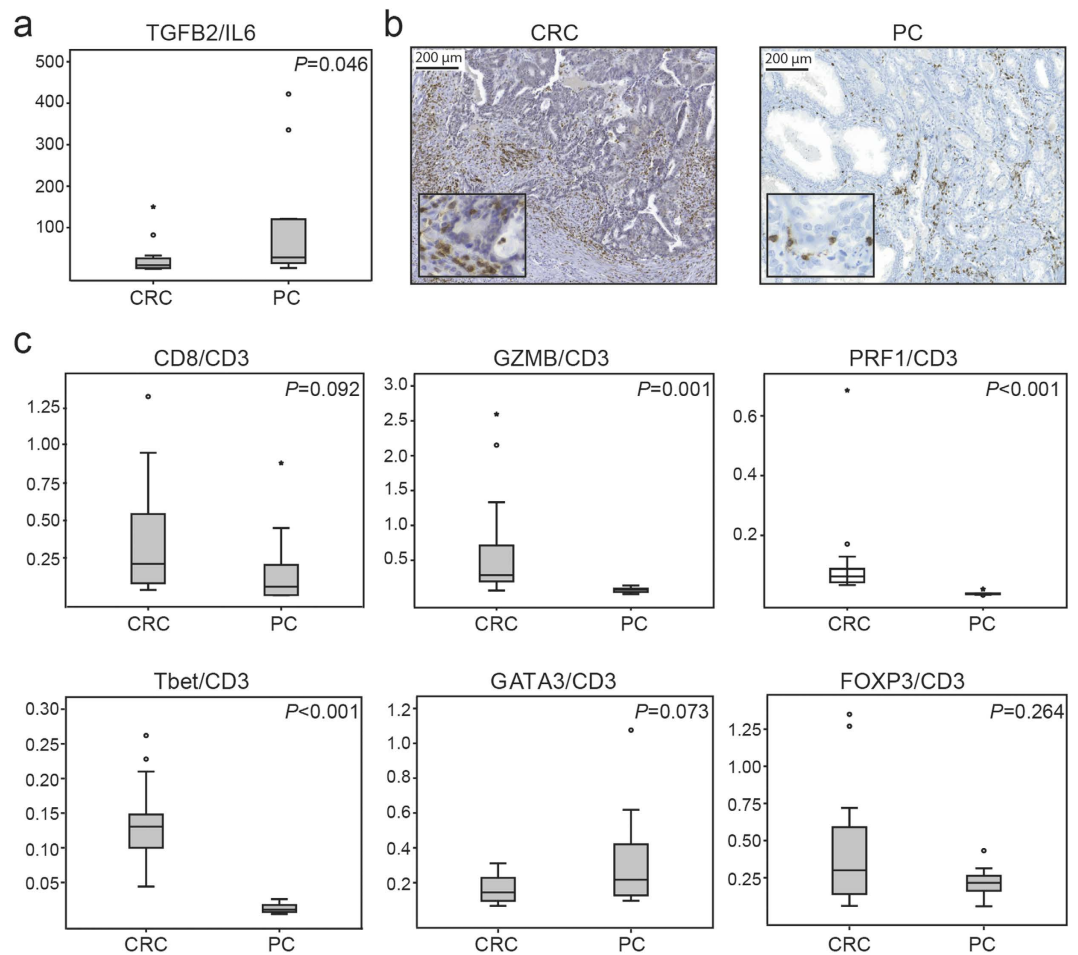 a
TGFB2/IL6
P=0.046
500
400
300
200
100
CRC
PC
b
CRC
200 µm
PC
200 µm
c
CD8/CD3
P=0.092
1.25
1.00
0.75
0.50
0.25
CRC
PC
GZMB/CD3
P=0.001
3.0
2.5
2.0
1.5
1.0
0.5
CRC
PC
PRF1/CD3
P<0.001
0.6
0.4
0.2
CRC
PC
Tbet/CD3
P<0.001
0.30
0.25
0.20
0.15
0.10
0.05
CRC
PC
GATA3/CD3
P=0.073
1.2
1.0
0.8
0.6
0.4
0.2
CRC
PC
FOXP3/CD3
P=0.264
1.25
1.00
0.75
0.50
0.25
CRC
PC